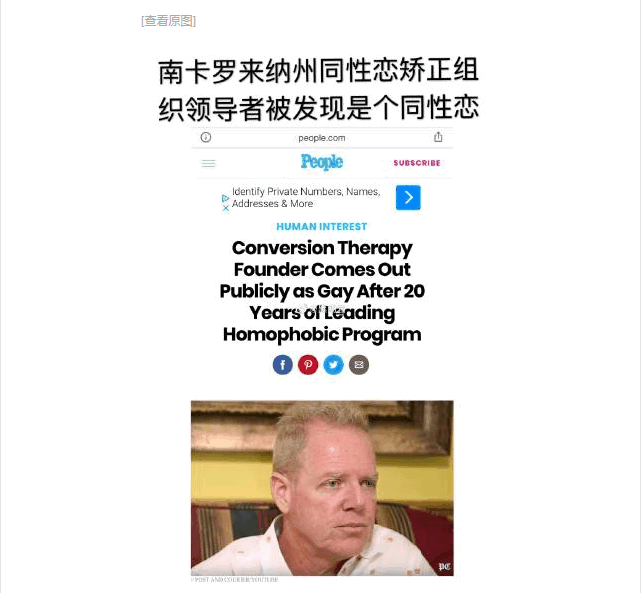 [查看原图]
南卡罗来纳州同性恋矫正组
织领导者被发现是个同性恋
people.com
People
SUBSCRIBE
Identify Private Numbers, Names,
Addresses & More
HUMAN INTEREST
Conversion Therapy
Founder Comes Out
Publicly as Gay After 20
Years of Leading
Homophobic Program
pc
POST AND COURIER/YOUTUBE